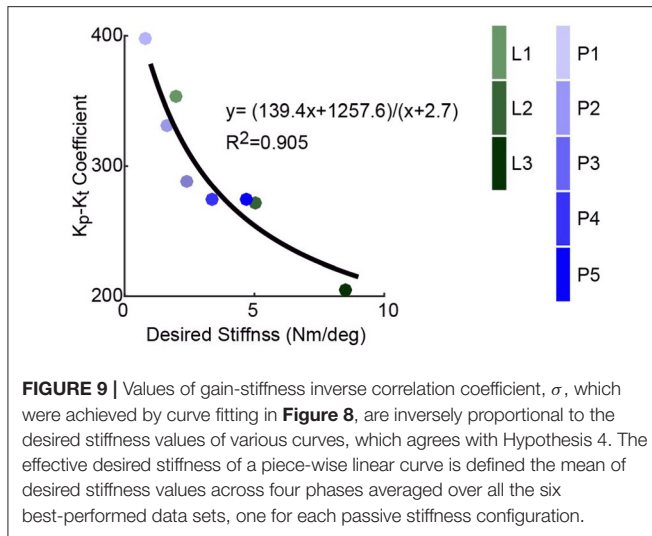 400
300
200
0
5
10
Kp-Kt Coefficient
Desired Stiffnss (Nm/deg)
y= (139.4x+1257.6)/(x+2.7)
R²=0.905
L1
L2
L3
P1
P2
P3
P4
P5
FIGURE 9 | Values of gain-stiffness inverse correlation coefficient, σ, which
were achieved by curve fitting in Figure 8, are inversely proportional to the
desired stiffness values of various curves, which agrees with Hypothesis 4. The
effective desired stiffness of a piece-wise linear curve is defined the mean of
desired stiffness values across four phases averaged over all the six
best-performed data sets, one for each passive stiffness configuration.